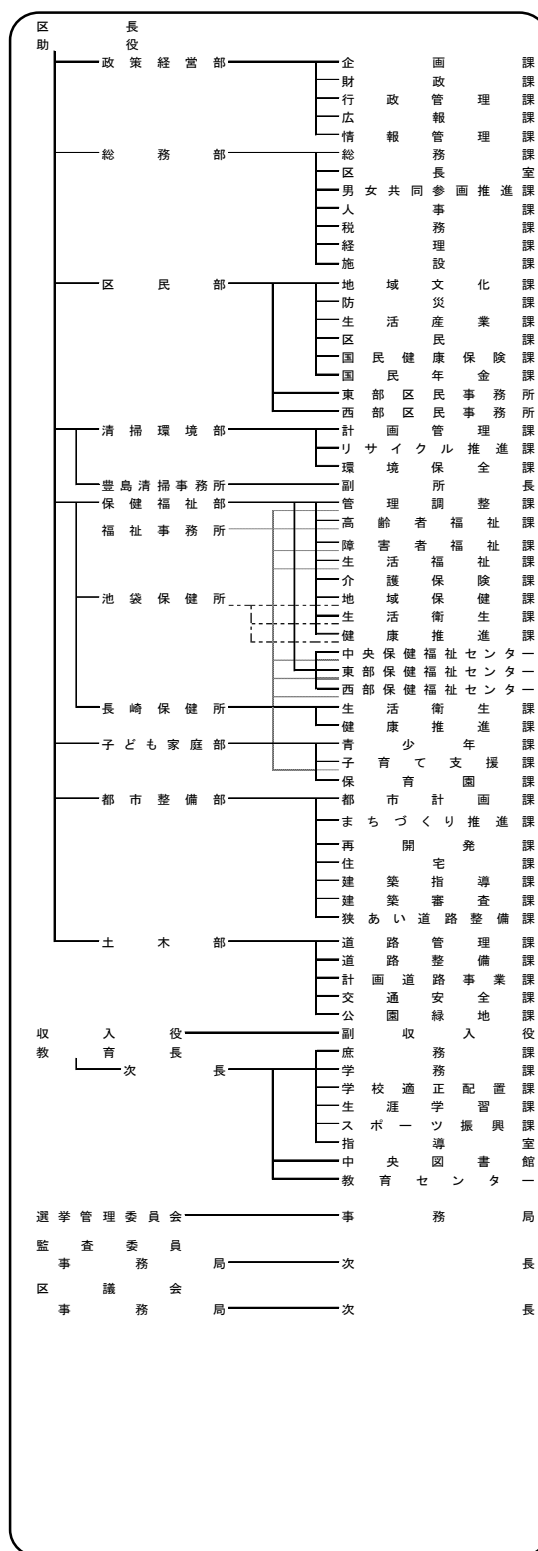 区長
助役
政策経営部 企画課
財政課
行政管理課
広報課
情報管理課
総務部 総務課
区長室
男女共同参画推進課
人事課
税務課
経理課
施設課
区民部 地域文化課
防災課
生活産業課
区民課
国民健康保険課
国民年金課
東部区民事務所
西部区民事務所
清掃環境部 計画管理課
リサイクル推進課
環境保全課
豊島清掃事務所 副所長
保健福祉部 管理調整課
福祉事務所 高齢者福祉課
障害者福祉課
生活福祉課
介護保険課
池袋保健所 地域保健課
生活衛生課
健康推進課
中央保健福祉センター
東部保健福祉センター
西部保健福祉センター
長崎保健所 生活衛生課
健康推進課
子ども家庭部 青少年課
子育て支援課
保育園課
都市整備部 都市計画課
まちづくり推進課
再開発課
住宅課
建築指導課
建築審査課
狭あい道路整備課
土木部 道路管理課
道路整備課
計画道路事業課
交通安全課
公園緑地課
収入役 副収入役
教育長 庶務課
次長 学務課
学校適正配置課
生涯学習課
スポーツ振興課
指導室
中央図書館
教育センター
選挙管理委員会 事務局
監査委員
事務局 次長
区議会
事務局 次長